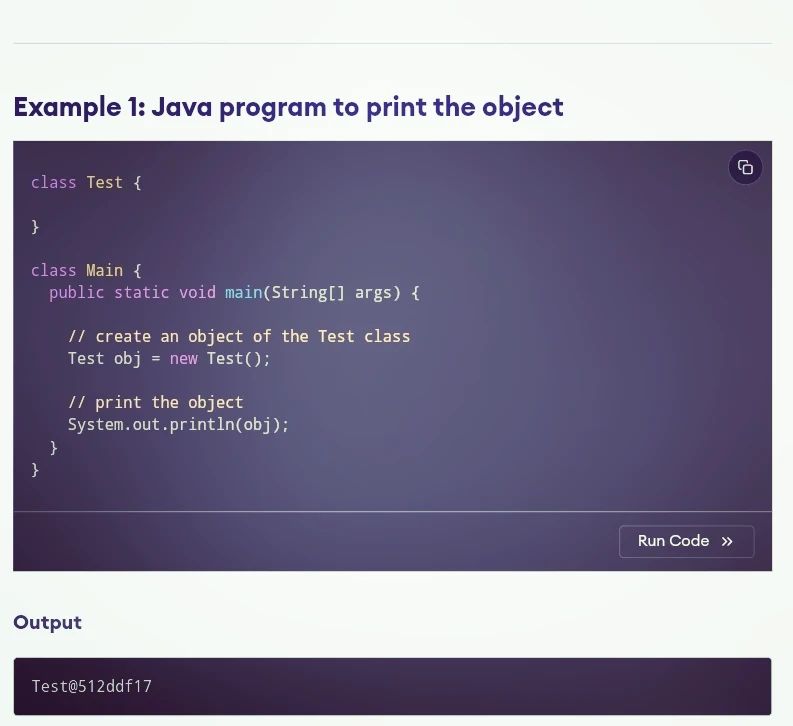 Example 1: Java program to print the object
class Test {
}
class Main {
  public static void main(String[] args) {
    // create an object of the Test class
    Test obj = new Test();
    // print the object
    System.out.println(obj);
  }
}
Run Code »
Output
Test@512ddf17